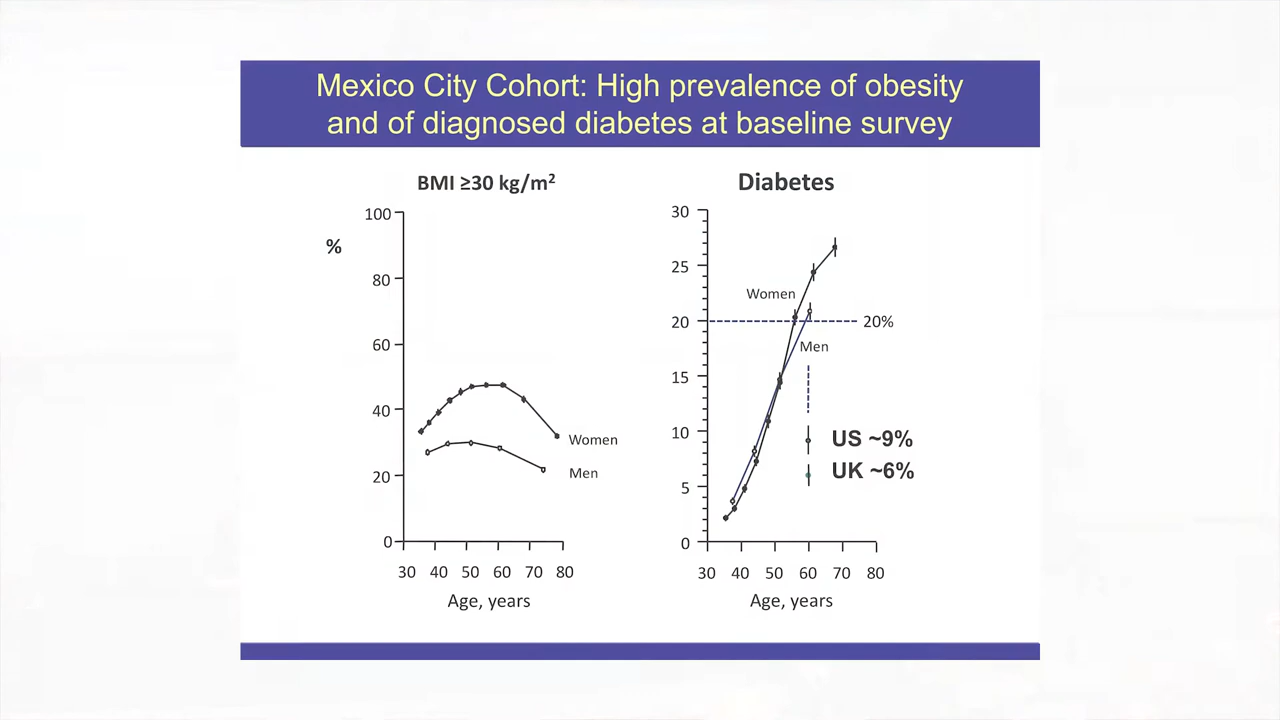 Mexico City Cohort: High prevalence of obesity
and of diagnosed diabetes at baseline survey
BMI ≥30 kg/m²
%
100
80
60
40
20
0
30 40 50 60 70 80
Age, years
Women
Men
Diabetes
30
25
20
15
10
5
0
30 40 50 60 70 80
Age, years
Women
20%
Men
US ~9%
UK ~6%